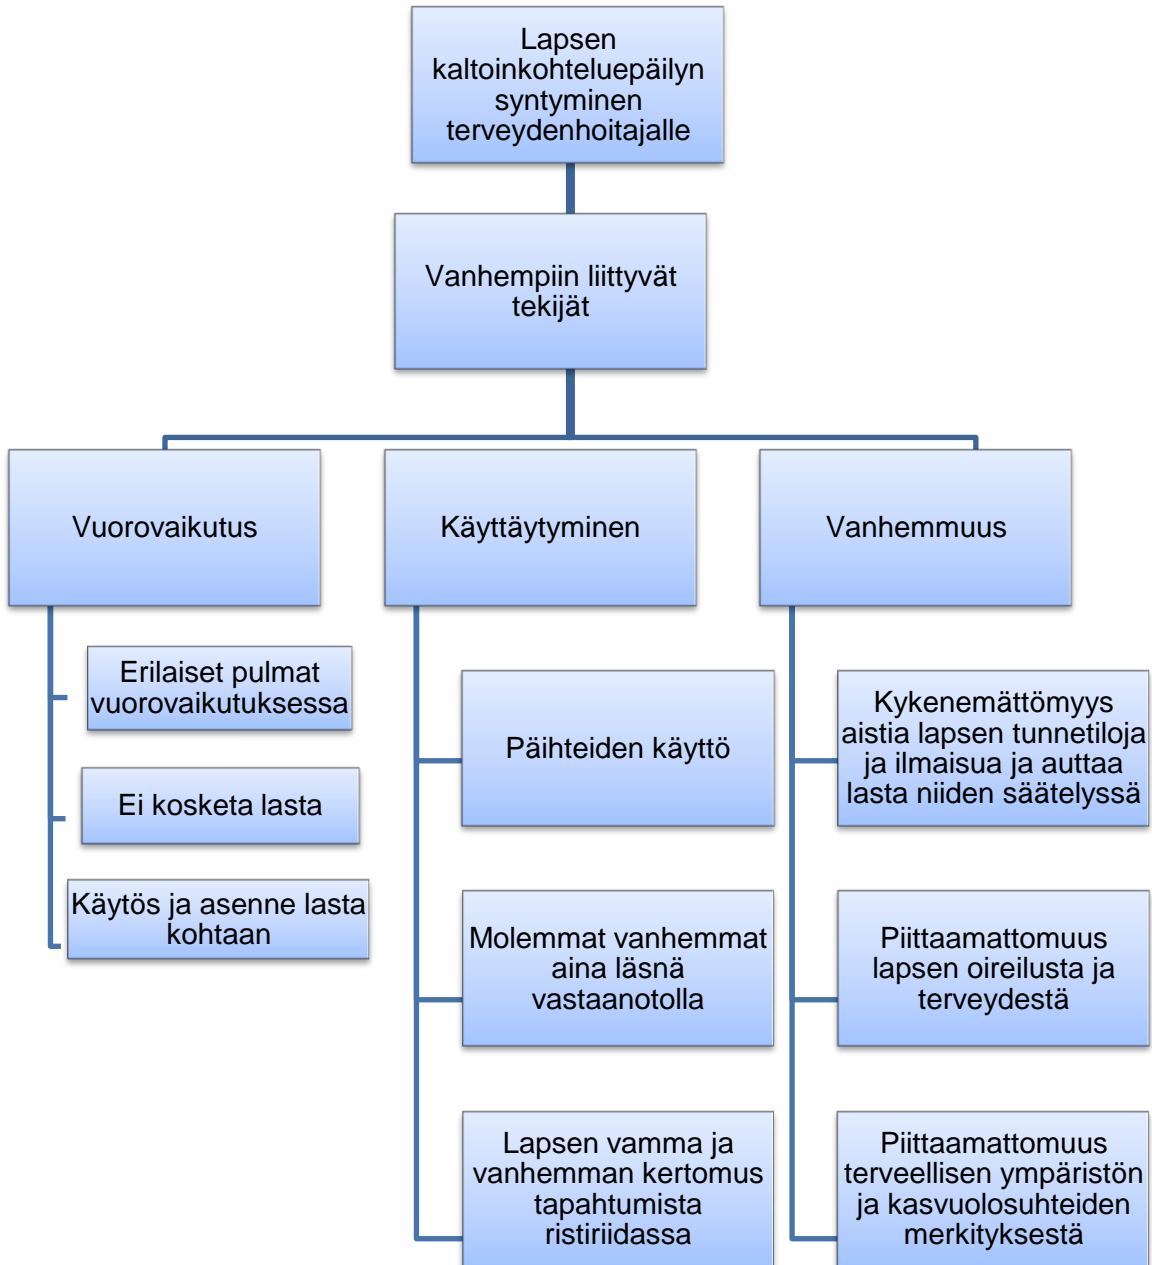 Lapsen
kaltoinkohteluepäilyn
syntyminen
terveydenhoitajalle
Vanhempiin liittyvät
tekijät
Vuorovaikutus
Käyttäytyminen
Vanhemmuus
Erilaiset pulmat
vuorovaikutuksessa
Ei kosketa lasta
Käytös ja asenne lasta
kohtaan
Päihteiden käyttö
Molemmat vanhemmat
aina läsnä
vastaanotolla
Lapsen vamma ja
vanhemman kertomus
tapahtumista
ristiriidassa
Kykenemättömyys
aistia lapsen tunnetiloja
ja ilmaisua ja auttaa
lasta niiden säätelyssä
Piittaamattomuus
lapsen oireilusta ja
terveydestä
Piittaamattomuus
terveellisen ympäristön
ja kasvuolosuhteiden
merkityksestä